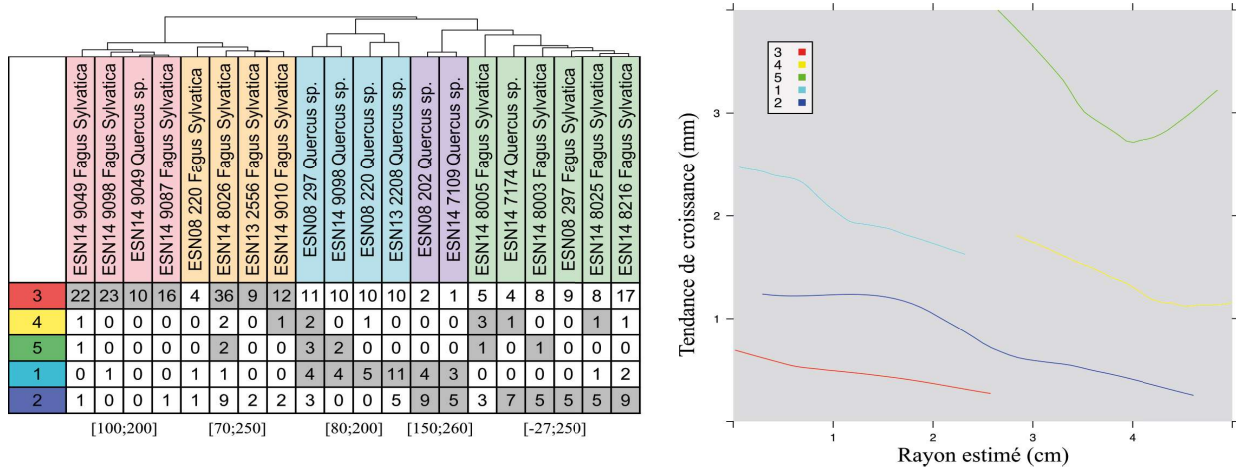 ESN14 9049 Fagus Sylvatica
ESN14 9098 Fagus Sylvatica
ESN14 9049 Quercus sp.
ESN14 9087 Fagus Sylvatica
ESN08 220 Fagus Sylvatica
ESN14 8026 Fagus Sylvatica
ESN13 2556 Fagus Sylvatica
ESN14 9010 Fagus Sylvatica
ESN08 297 Quercus sp.
ESN14 9098 Quercus sp.
ESN08 220 Quercus sp.
ESN13 2208 Quercus sp.
ESN08 202 Quercus sp.
ESN14 7109 Quercus sp.
ESN14 8005 Fagus Sylvatica
ESN14 7174 Quercus sp.
ESN14 8003 Fagus Sylvatica
ESN08 297 Fagus Sylvatica
ESN14 8025 Fagus Sylvatica
ESN14 8216 Fagus Sylvatica
3 22 23 10 16 4 36 9 12 11 10 10 10 2 1 5 4 8 9 8 17
4 1 0 0 0 0 2 0 1 2 0 1 0 0 0 3 1 0 0 1 1
5 1 0 0 0 0 2 0 0 3 2 0 0 0 0 1 0 1 0 0 0
1 0 1 0 1 1 0 0 0 4 4 5 11 4 3 0 0 0 0 1 2
2 1 0 0 1 1 9 2 2 3 0 0 5 9 5 3 7 5 5 5 9
[100;200] [70;250] [80;200] [150;260] [-27;250]
Tendance de croissance (mm)
3
2
1
3
4
5
1
2
1 2 3 4 5
Rayon estimé (cm)